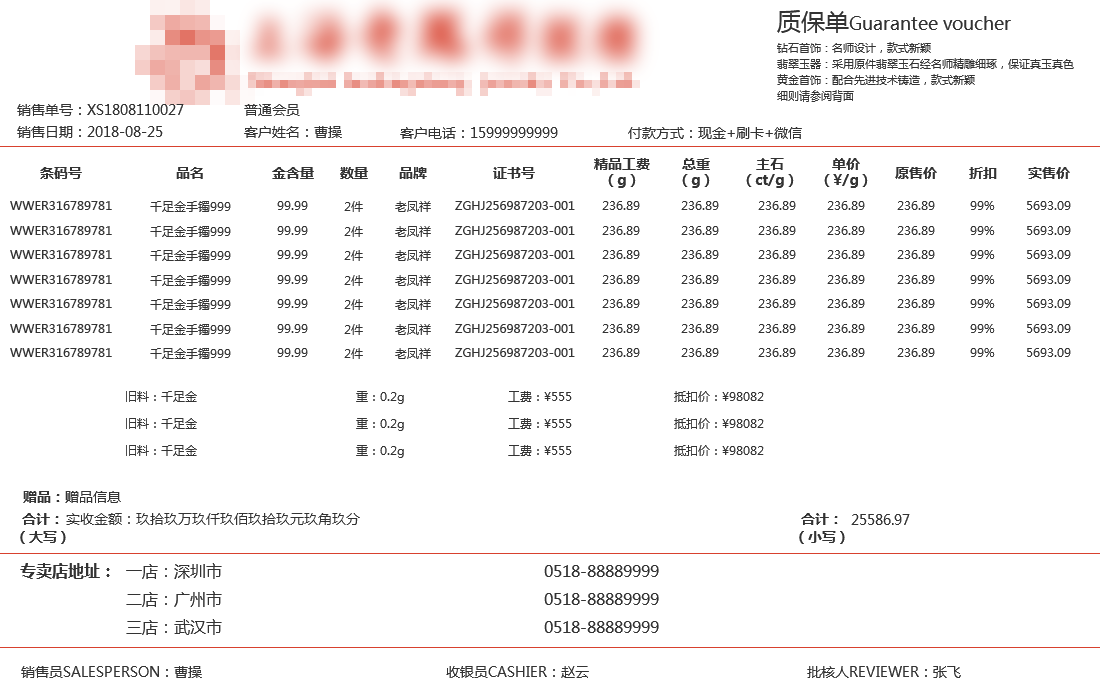 质保单Guarantee voucher
钻石首饰：名师设计，款式新颖
翡翠玉器：采用原件翡翠玉石经名师精雕细琢，保证真玉真色
黄金首饰：配合先进技术铸造，款式新颖
细则请参阅背面
销售单号：XS1808110027 普通会员
销售日期：2018-08-25 客户姓名：曹操 客户电话：15999999999 付款方式：现金+刷卡+微信
条码号 品名 金含量 数量 品牌 证书号 精品工费（g） 总重（g） 主石（ct/g） 单价（¥/g） 原售价 折扣 实售价
WWER316789781 千足金手镯999 99.99 2件 老凤祥 ZGHJ256987203-001 236.89 236.89 236.89 236.89 236.89 99% 5693.09
WWER316789781 千足金手镯999 99.99 2件 老凤祥 ZGHJ256987203-001 236.89 236.89 236.89 236.89 236.89 99% 5693.09
WWER316789781 千足金手镯999 99.99 2件 老凤祥 ZGHJ256987203-001 236.89 236.89 236.89 236.89 236.89 99% 5693.09
WWER316789781 千足金手镯999 99.99 2件 老凤祥 ZGHJ256987203-001 236.89 236.89 236.89 236.89 236.89 99% 5693.09
WWER316789781 千足金手镯999 99.99 2件 老凤祥 ZGHJ256987203-001 236.89 236.89 236.89 236.89 236.89 99% 5693.09
WWER316789781 千足金手镯999 99.99 2件 老凤祥 ZGHJ256987203-001 236.89 236.89 236.89 236.89 236.89 99% 5693.09
WWER316789781 千足金手镯999 99.99 2件 老凤祥 ZGHJ256987203-001 236.89 236.89 236.89 236.89 236.89 99% 5693.09
旧料：千足金 重：0.2g 工费：¥555 抵扣价：¥98082
旧料：千足金 重：0.2g 工费：¥555 抵扣价：¥98082
旧料：千足金 重：0.2g 工费：¥555 抵扣价：¥98082
赠品：赠品信息
合计：实收金额：玖拾玖万玖仟玖佰玖拾玖元玖角玖分 合计： 25586.97
（大写） （小写）
专卖店地址： 一店：深圳市 0518-88889999
二店：广州市 0518-88889999
三店：武汉市 0518-88889999
销售员SALESPERSON：曹操 收银员CASHIER：赵云 批核人REVIEWER：张飞